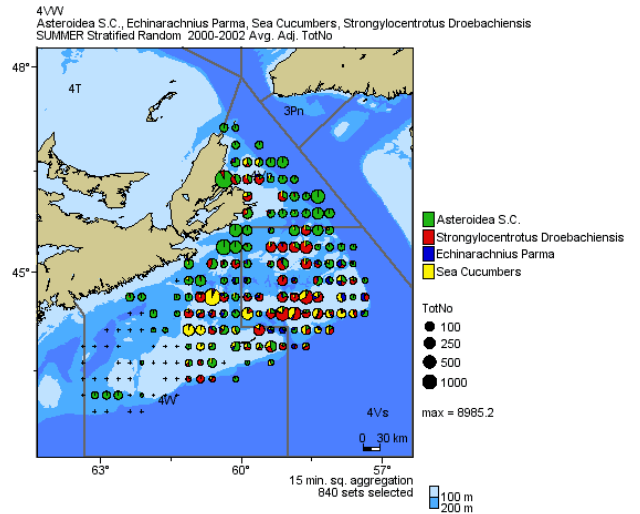 4VW
Asteroidea S.C., Echinarachnius Parma, Sea Cucumbers, Strongylocentrotus Droebachiensis
SUMMER Stratified Random 2000-2002 Avg. Adj. TotNo
48°
4T
3Pn
45°
4W
4Vs
0 30 km
63° 60° 57°
15 min. sq. aggregation
840 sets selected
Asteroidea S.C.
Strongylocentrotus Droebachiensis
Echinarachnius Parma
Sea Cucumbers
TotNo
100
250
500
1000
max = 8985.2
100 m
200 m